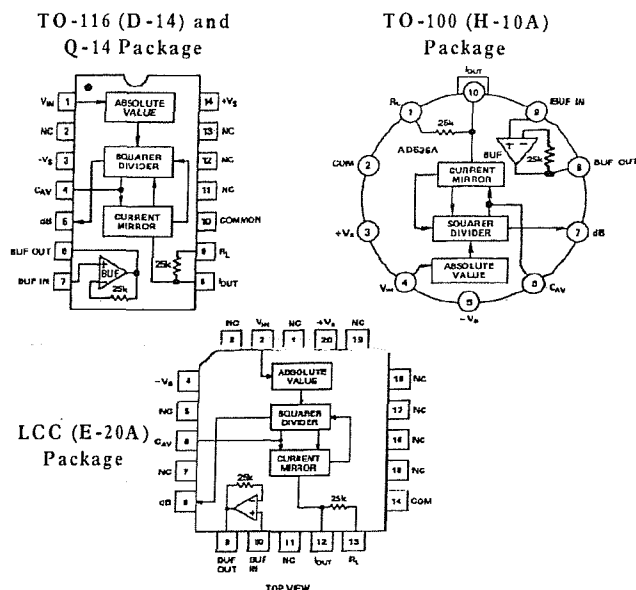 TO-116 (D-14) and
Q-14 Package
VIN 1
ABSOLUTE
VALUE
14 +VS
NC 2
13 NC
-VS 3
SQUARER
DIVIDER
12 NC
CAV 4
11 NC
dB 5
CURRENT
MIRROR
10 COMMON
BUF OUT 6
9 RL
25k
BUF IN 7
BUF
25k
8 IOUT
TO-100 (H-10A)
Package
IOUT
10
RL
1
25k
BUF IN
9
AD536A
COM
2
BUF
25k
8
BUF OUT
CURRENT
MIRROR
+VS
3
SQUARER
DIVIDER
7
dB
ABSOLUTE
VALUE
VIN
4
5
-VS
6
CAV
LCC (E-20A)
Package
NC VIN NC +VS NC
3 2 1 20 19
-VS 4
ABSOLUTE
VALUE
18 NC
NC 5
17 NC
SQUARER
DIVIDER
CAV 6
16 NC
NC 7
CURRENT
MIRROR
15 NC
25k
25k
dB 8
14 COM
9 10 11 12 13
BUF OUT BUF IN NC IOUT RL
TOP VIEW